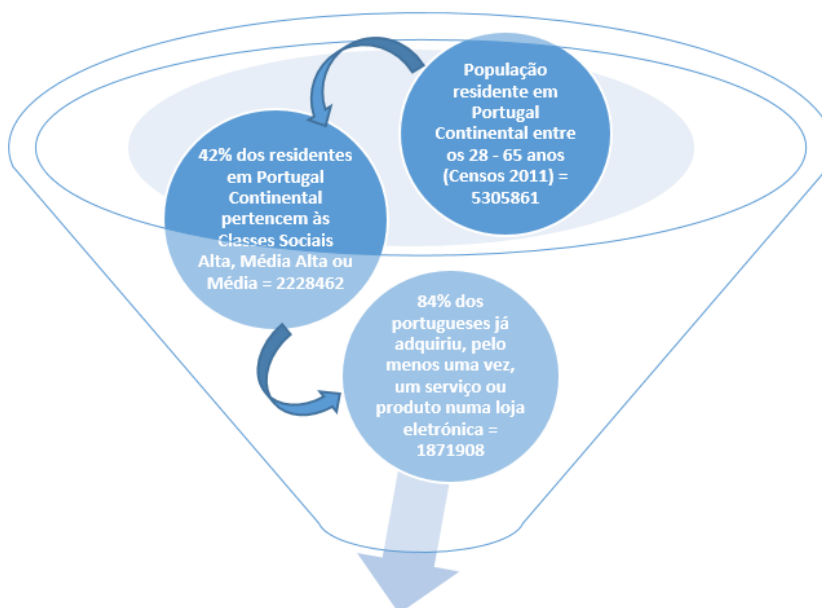 População
residente em
Portugal
Continental entre
os 28 - 65 anos
(Censos 2011) =
5305861
42% dos residentes
em Portugal
Continental
pertencem às
Classes Sociais
Alta, Média Alta ou
Média = 2228462
84% dos
portugueses já
adquiriu, pelo
menos uma vez,
um serviço ou
produto numa loja
eletrónica =
1871908